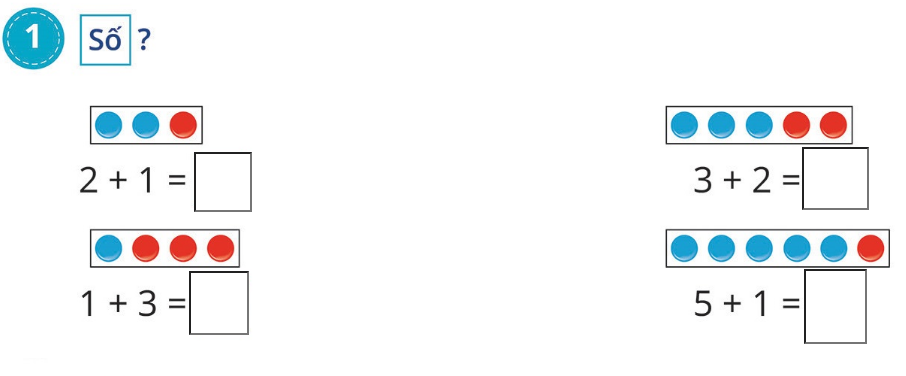 1 Số ?
2 + 1 =
3 + 2 =
1 + 3 =
5 + 1 =